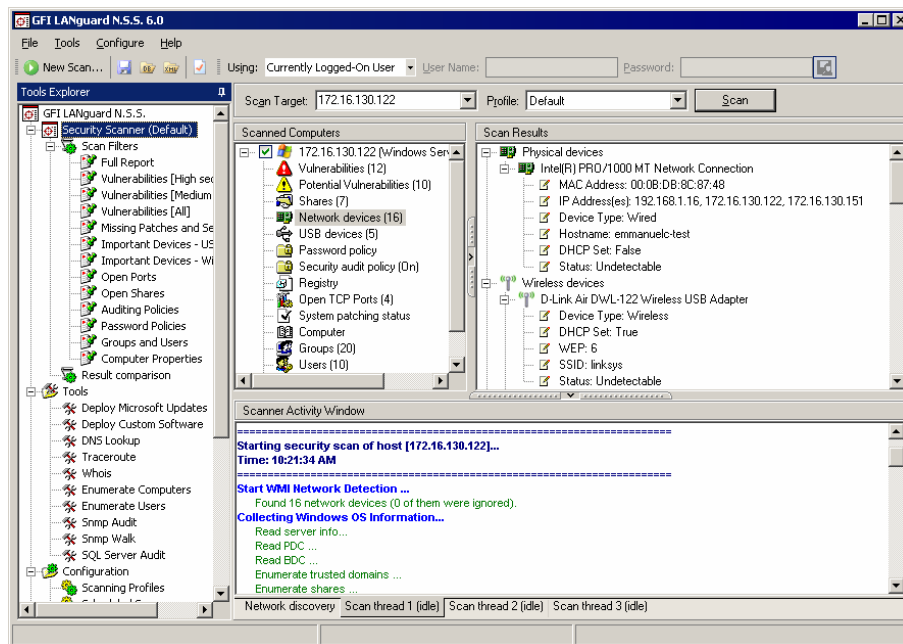 GFI LANguard N.S.S. 6.0
File Tools Configure Help
New Scan... Using: Currently Logged-On User User Name: Password:
Tools Explorer
GFI LANguard N.S.S.
Security Scanner (Default)
Scan Filters
Full Report
Vulnerabilities [High sec
Vulnerabilities [Medium
Vulnerabilities [All]
Missing Patches and Se
Important Devices - US
Important Devices - Wi
Open Ports
Open Shares
Auditing Policies
Password Policies
Groups and Users
Computer Properties
Result comparison
Tools
Deploy Microsoft Updates
Deploy Custom Software
DNS Lookup
Traceroute
Whois
Enumerate Computers
Enumerate Users
Snmp Audit
Snmp Walk
SQL Server Audit
Configuration
Scanning Profiles
Scan Target: 172.16.130.122 Profile: Default Scan
Scanned Computers
172.16.130.122 (Windows Serv
Vulnerabilities (12)
Potential Vulnerabilities (10)
Shares (7)
Network devices (16)
USB devices (5)
Password policy
Security audit policy (On)
Registry
Open TCP Ports (4)
System patching status
Computer
Groups (20)
Users (10)
Scan Results
Physical devices
Intel(R) PRO/1000 MT Network Connection
MAC Address: 00:0B:DB:8C:87:48
IP Address(es): 192.168.1.16, 172.16.130.122, 172.16.130.151
Device Type: Wired
Hostname: emmanuelc-test
DHCP Set: False
Status: Undetectable
Wireless devices
D-Link Air DWL-122 Wireless USB Adapter
Device Type: Wireless
DHCP Set: True
WEP: 6
SSID: linksys
Status: Undetectable
Scanner Activity Window
Starting security scan of host [172.16.130.122]...
Time: 10:21:34 AM
Start WMI Network Detection ...
Found 16 network devices (0 of them were ignored).
Collecting Windows OS Information...
Read server info...
Read PDC ...
Read BDC ...
Enumerate trusted domains ...
Enumerate shares ...
Network discovery Scan thread 1 (idle) Scan thread 2 (idle) Scan thread 3 (idle)